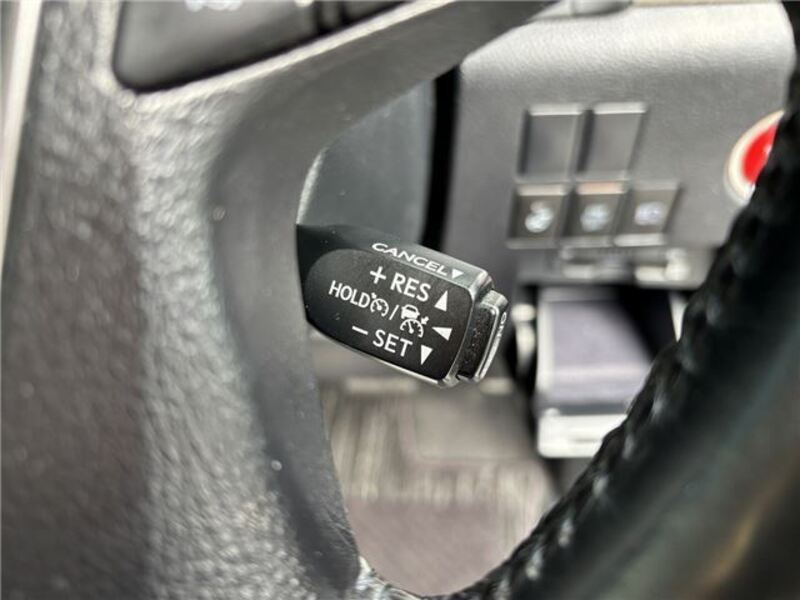 CANCEL▼
+ RES ▲
HOLD / ◀
− SET ▼